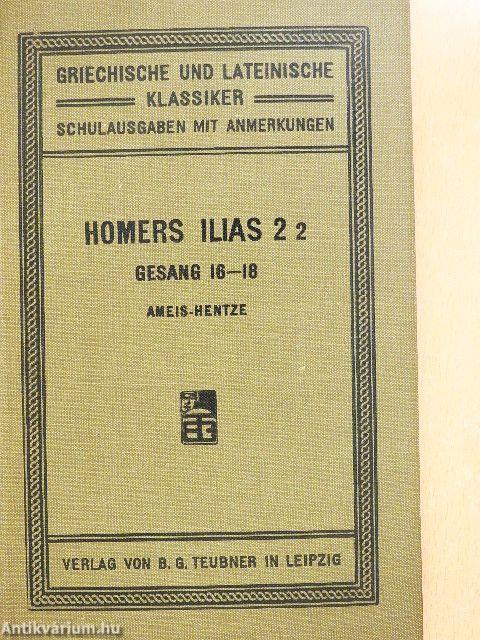 GRIECHISCHE UND LATEINISCHE
KLASSIKER
SCHULAUSGABEN MIT ANMERKUNGEN
HOMERS ILIAS 2 2
GESANG 16—18
AMEIS-HENTZE
VERLAG VON B. G. TEUBNER IN LEIPZIG
Antikvárium.hu